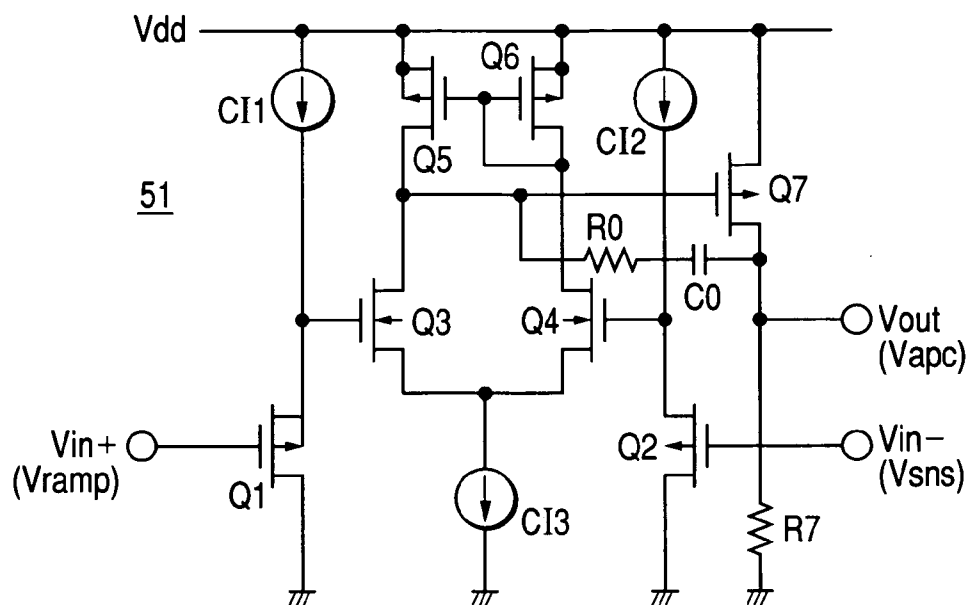 Vdd
Q6
CI1
CI2
Q5
51
Q7
R0
C0
Q3
Q4
Vout
(Vapc)
Vin+
(Vramp)
Q1
Q2
Vin−
(Vsns)
CI3
R7